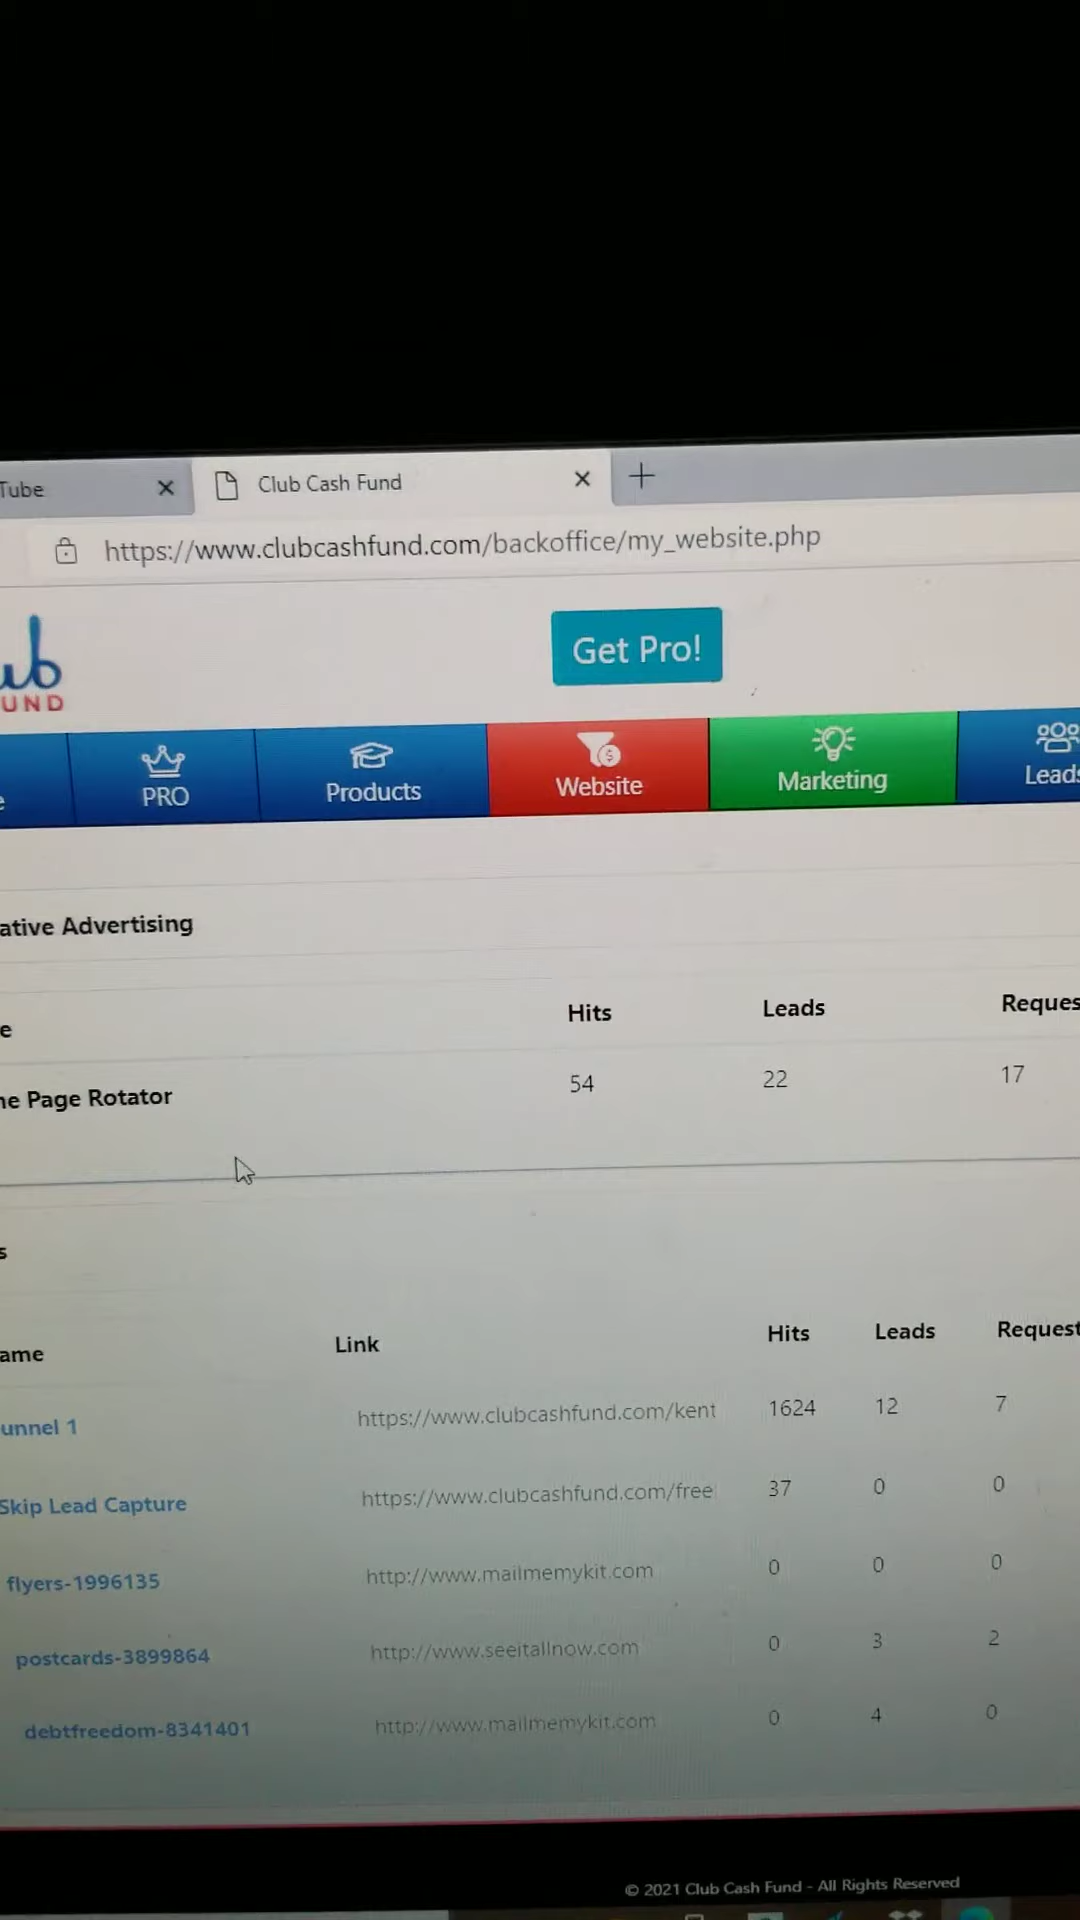 Tube
Club Cash Fund
https://www.clubcashfund.com/backoffice/my_website.php
ub
UND
Get Pro!
e PRO Products Website Marketing Leads
ative Advertising
e Hits Leads Reques
ne Page Rotator 54 22 17
s
ame Link Hits Leads Request
unnel 1 https://www.clubcashfund.com/kent 1624 12 7
Skip Lead Capture https://www.clubcashfund.com/free 37 0 0
flyers-1996135 http://www.mailmemykit.com 0 0 0
postcards-3899864 http://www.seeitallnow.com 0 3 2
debtfreedom-8341401 http://www.mailmemykit.com 0 4 0
© 2021 Club Cash Fund - All Rights Reserved